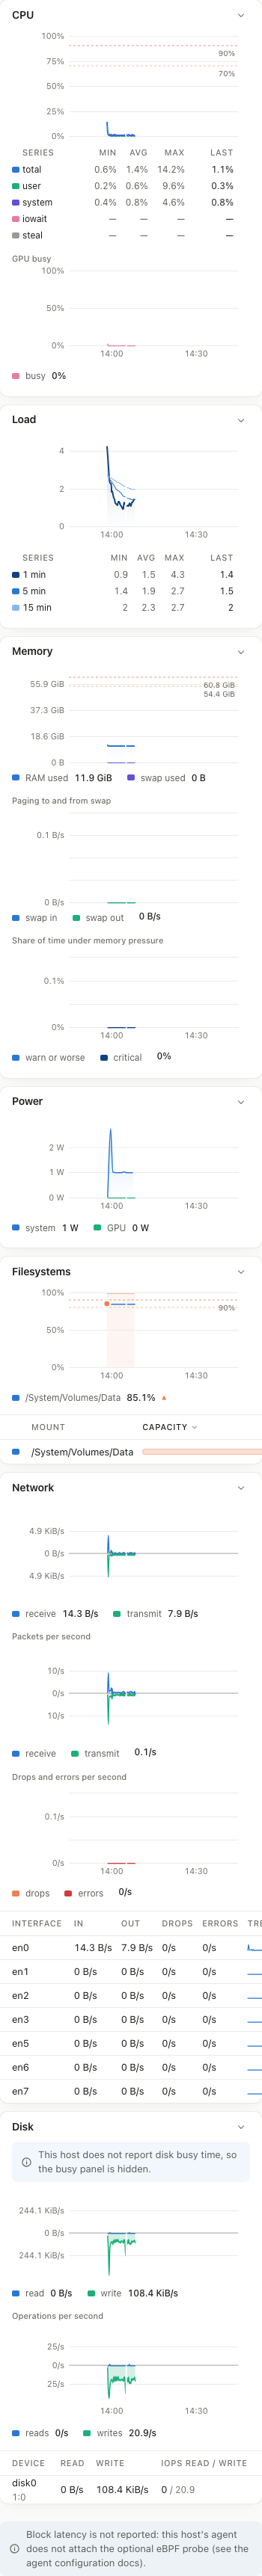 CPU
100%
90%
75%
70%
50%
25%
0%
SERIES MIN AVG MAX LAST
total 0.6% 1.4% 14.2% 1.1%
user 0.2% 0.6% 9.6% 0.3%
system 0.4% 0.8% 4.6% 0.8%
iowait — — — —
steal — — — —
GPU busy
100%
50%
0%
14:00 14:30
busy 0%
Load
4
2
0
14:00 14:30
SERIES MIN AVG MAX LAST
1 min 0.9 1.5 4.3 1.4
5 min 1.4 1.9 2.7 1.5
15 min 2 2.3 2.7 2
Memory
55.9 GiB
60.8 GiB
54.4 GiB
37.3 GiB
18.6 GiB
0 B
RAM used 11.9 GiB swap used 0 B
Paging to and from swap
0.1 B/s
0 B/s
swap in swap out 0 B/s
Share of time under memory pressure
0.1%
0%
14:00 14:30
warn or worse critical 0%
Power
2 W
1 W
0 W
14:00 14:30
system 1 W GPU 0 W
Filesystems
100%
90%
50%
0%
14:00 14:30
/System/Volumes/Data 85.1% ▲
MOUNT CAPACITY
/System/Volumes/Data
Network
4.9 KiB/s
0 B/s
4.9 KiB/s
receive 14.3 B/s transmit 7.9 B/s
Packets per second
10/s
0/s
10/s
receive transmit 0.1/s
Drops and errors per second
0.1/s
0/s
14:00 14:30
drops errors 0/s
INTERFACE IN OUT DROPS ERRORS TRE
en0 14.3 B/s 7.9 B/s 0/s 0/s
en1 0 B/s 0 B/s 0/s 0/s
en2 0 B/s 0 B/s 0/s 0/s
en3 0 B/s 0 B/s 0/s 0/s
en5 0 B/s 0 B/s 0/s 0/s
en6 0 B/s 0 B/s 0/s 0/s
en7 0 B/s 0 B/s 0/s 0/s
Disk
This host does not report disk busy time, so
the busy panel is hidden.
244.1 KiB/s
0 B/s
244.1 KiB/s
read 0 B/s write 108.4 KiB/s
Operations per second
25/s
0/s
25/s
14:00 14:30
reads 0/s writes 20.9/s
DEVICE READ WRITE IOPS READ / WRITE
disk0 0 B/s 108.4 KiB/s 0 / 20.9
1:0
Block latency is not reported: this host's agent
does not attach the optional eBPF probe (see the
agent configuration docs).